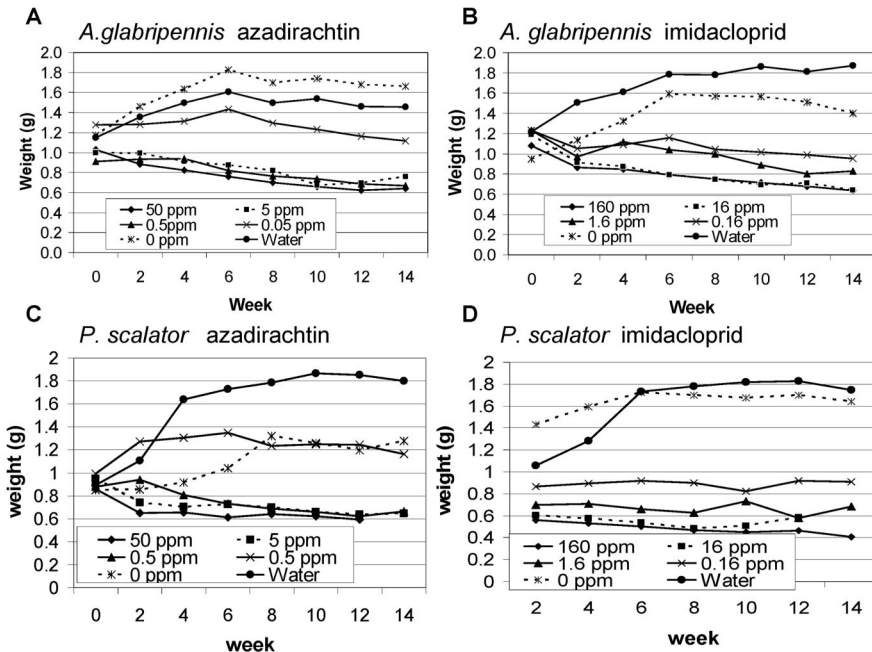 A
A.glabripennis azadirachtin
2.0
1.8
1.6
1.4
1.2
1.0
0.8
0.6
0.4
0.2
0.0
Weight (g)
50 ppm 5 ppm
0.5ppm 0.05 ppm
0 ppm Water
0 2 4 6 8 10 12 14
Week
B
A. glabripennis imidacloprid
2.0
1.8
1.6
1.4
1.2
1.0
0.8
0.6
0.4
0.2
0.0
Weight (g)
160 ppm 16 ppm
1.6 ppm 0.16 ppm
0 ppm Water
0 2 4 6 8 10 12 14
Week
C
P. scalator azadirachtin
2
1.8
1.6
1.4
1.2
1
0.8
0.6
0.4
0.2
0
weight (g)
50 ppm 5 ppm
0.5 ppm 0.5 ppm
0 ppm Water
0 2 4 6 8 10 12 14
week
D
P. scalator imidacloprid
2
1.8
1.6
1.4
1.2
1
0.8
0.6
0.4
0.2
0
weight (g)
160 ppm 16 ppm
1.6 ppm 0.16 ppm
0 ppm Water
2 4 6 8 10 12 14
week